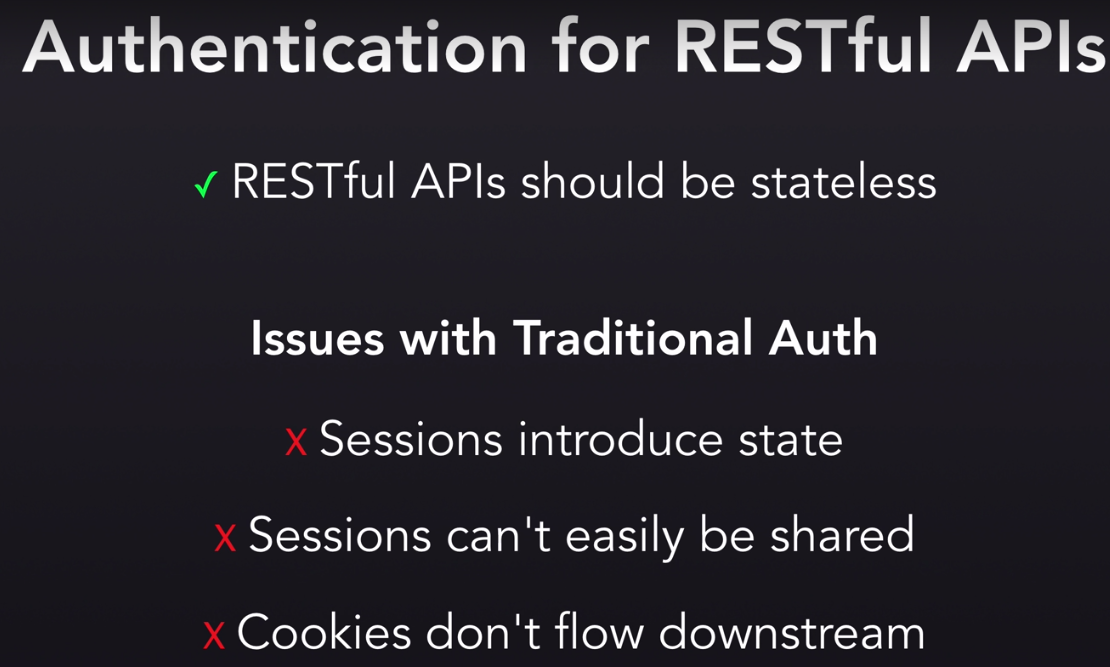 Authentication for RESTful APIs
✓ RESTful APIs should be stateless
Issues with Traditional Auth
X Sessions introduce state
X Sessions can't easily be shared
X Cookies don't flow downstream